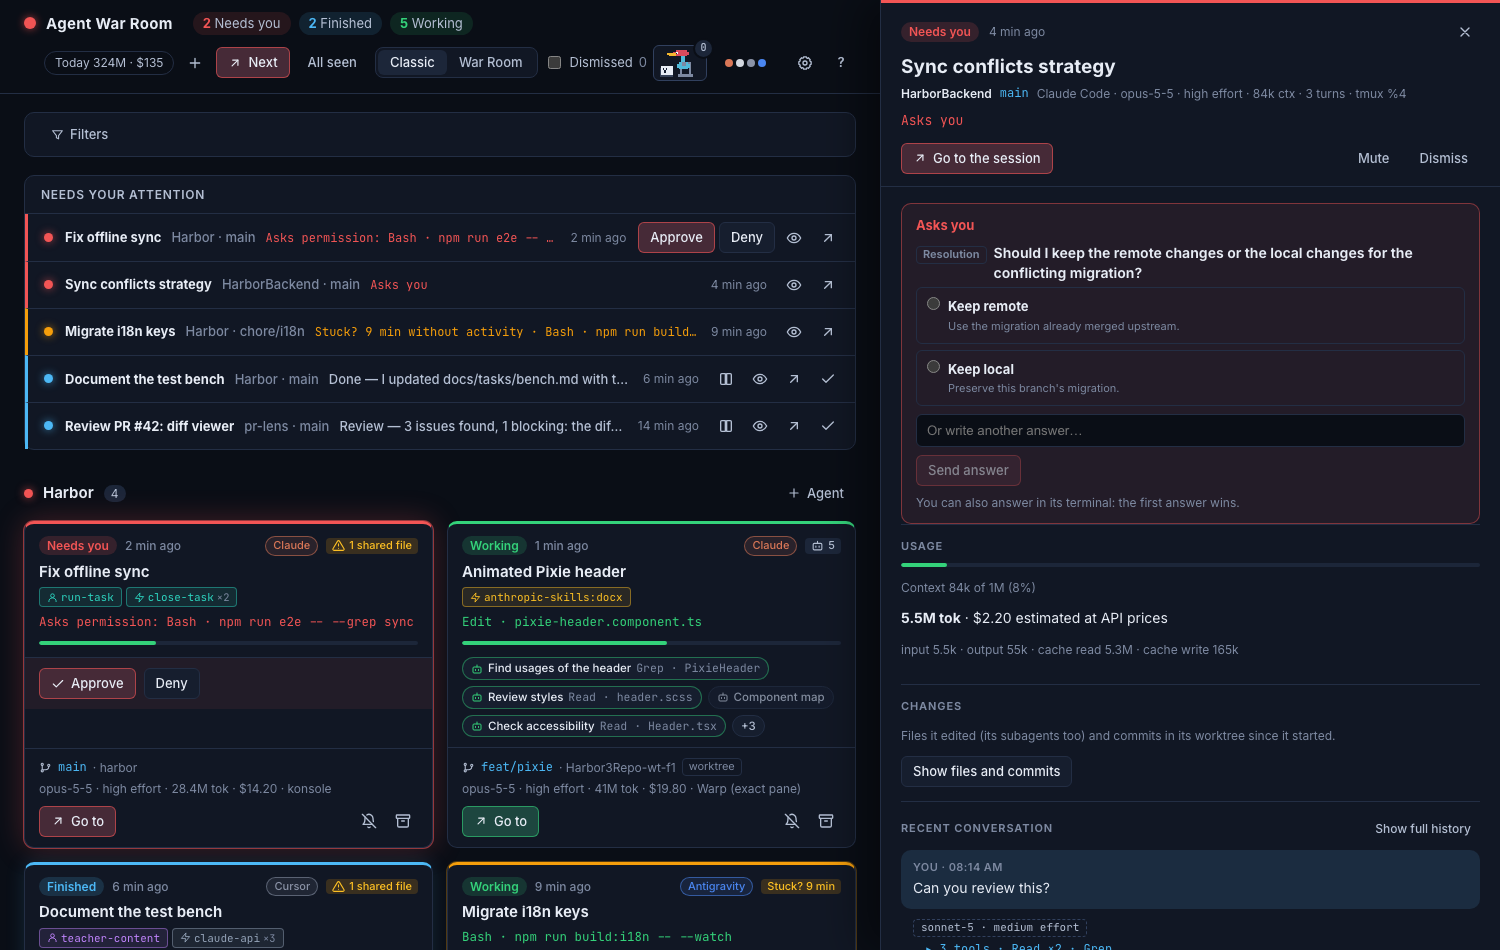 Agent War Room
2 Needs you
2 Finished
5 Working
Today 324M · $135
Next
All seen
Classic
War Room
Dismissed 0
0
?
Filters
NEEDS YOUR ATTENTION
Fix offline sync Harbor · main Asks permission: Bash · npm run e2e -- … 2 min ago Approve Deny
Sync conflicts strategy HarborBackend · main Asks you 4 min ago
Migrate i18n keys Harbor · chore/i18n Stuck? 9 min without activity · Bash · npm run build… 9 min ago
Document the test bench Harbor · main Done — I updated docs/tasks/bench.md with t… 6 min ago
Review PR #42: diff viewer pr-lens · main Review — 3 issues found, 1 blocking: the dif… 14 min ago
Harbor 4
Agent
Needs you 2 min ago Claude 1 shared file
Fix offline sync
run-task close-task ×2
Asks permission: Bash · npm run e2e -- --grep sync
Approve Deny
main · harbor
opus-5-5 · high effort · 28.4M tok · $14.20 · konsole
Go to
Working 1 min ago Claude 5
Animated Pixie header
anthropic-skills:docx
Edit · pixie-header.component.ts
Find usages of the header Grep · PixieHeader
Review styles Read · header.scss Component map
Check accessibility Read · Header.tsx +3
feat/pixie · Harbor3Repo-wt-f1 worktree
opus-5-5 · high effort · 41M tok · $19.80 · Warp (exact pane)
Go to
Finished 6 min ago Cursor 1 shared file
Document the test bench
teacher-content claude-api ×3
Working 9 min ago Antigravity Stuck? 9 min
Migrate i18n keys
Bash · npm run build:i18n -- --watch
Needs you 4 min ago
Sync conflicts strategy
HarborBackend main Claude Code · opus-5-5 · high effort · 84k ctx · 3 turns · tmux %4
Asks you
Go to the session
Mute
Dismiss
Asks you
Resolution Should I keep the remote changes or the local changes for the
conflicting migration?
Keep remote
Use the migration already merged upstream.
Keep local
Preserve this branch's migration.
Or write another answer…
Send answer
You can also answer in its terminal: the first answer wins.
USAGE
Context 84k of 1M (8%)
5.5M tok · $2.20 estimated at API prices
input 5.5k · output 55k · cache read 5.3M · cache write 165k
CHANGES
Files it edited (its subagents too) and commits in its worktree since it started.
Show files and commits
RECENT CONVERSATION
Show full history
YOU · 08:14 AM
Can you review this?
sonnet-5 · medium effort
3 tools · Read ×2 · Grep